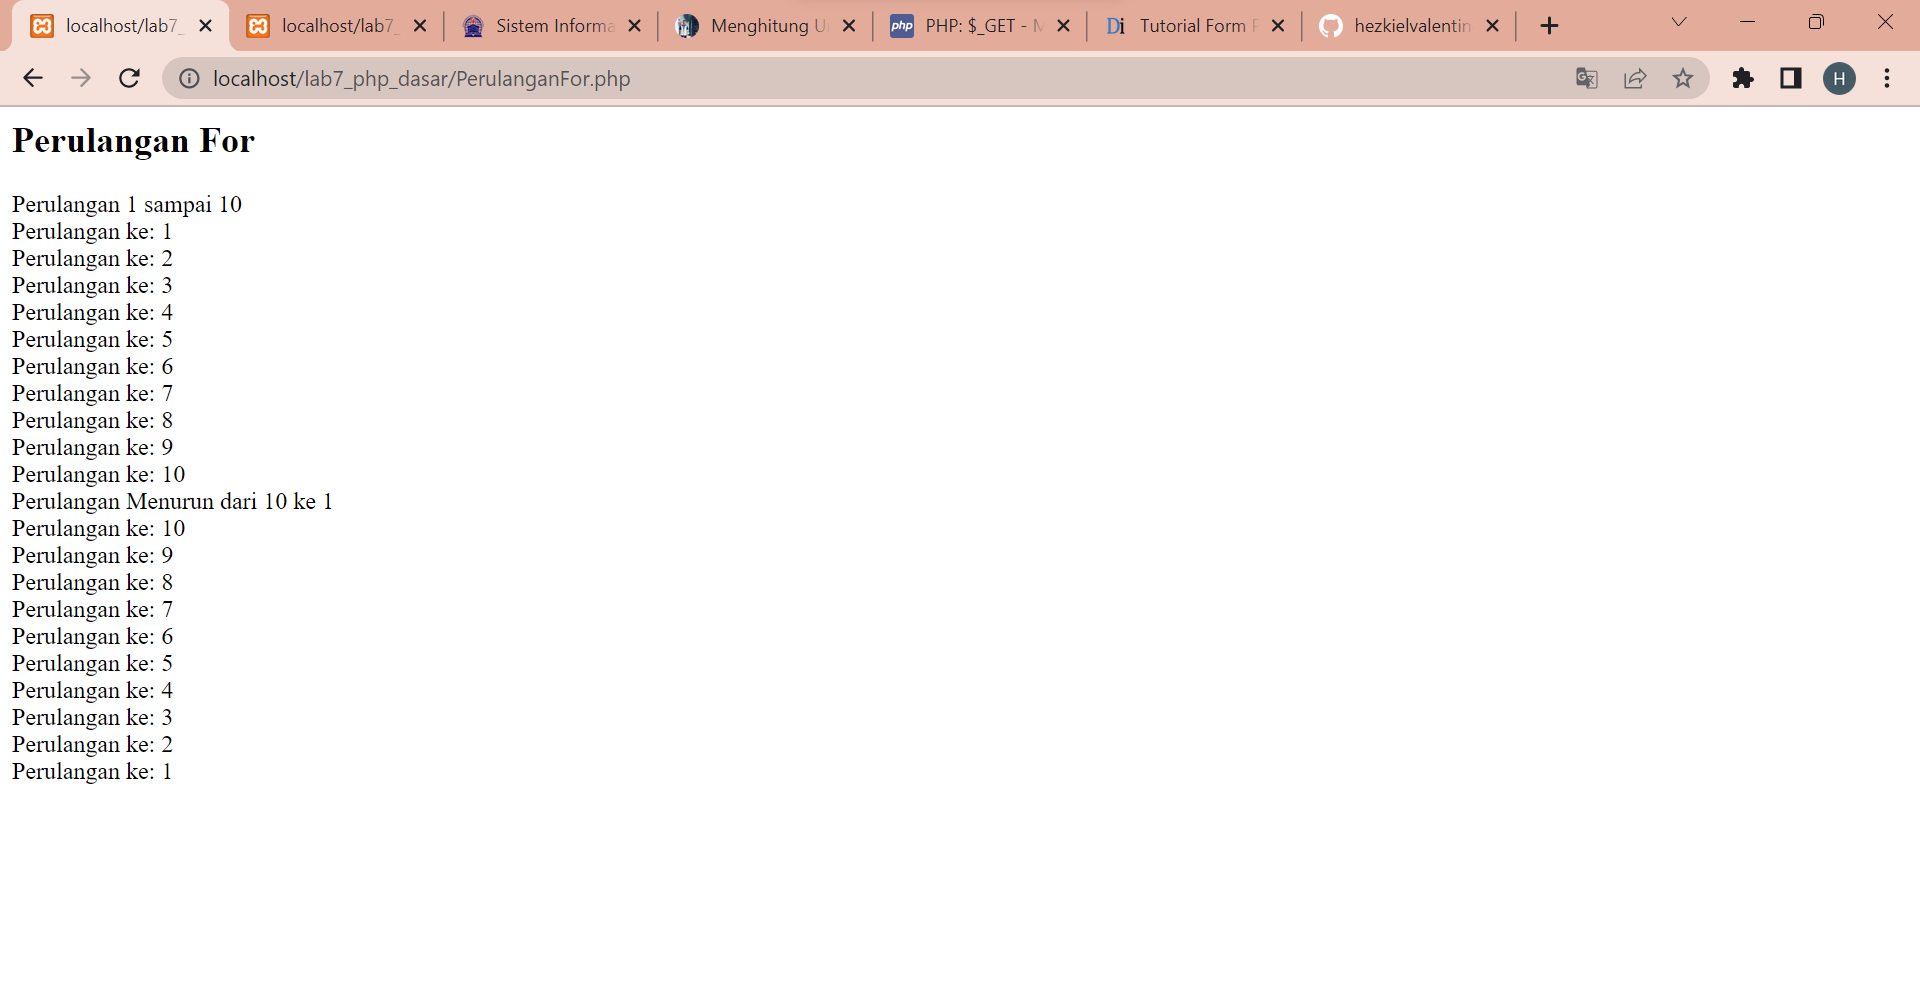 localhost/lab7_
localhost/lab7_
Sistem Informa
Menghitung U
php
PHP: $_GET - M
Di
Tutorial Form
hezkielvalentin
localhost/lab7_php_dasar/PerulanganFor.php
H
Perulangan For
Perulangan 1 sampai 10
Perulangan ke: 1
Perulangan ke: 2
Perulangan ke: 3
Perulangan ke: 4
Perulangan ke: 5
Perulangan ke: 6
Perulangan ke: 7
Perulangan ke: 8
Perulangan ke: 9
Perulangan ke: 10
Perulangan Menurun dari 10 ke 1
Perulangan ke: 10
Perulangan ke: 9
Perulangan ke: 8
Perulangan ke: 7
Perulangan ke: 6
Perulangan ke: 5
Perulangan ke: 4
Perulangan ke: 3
Perulangan ke: 2
Perulangan ke: 1